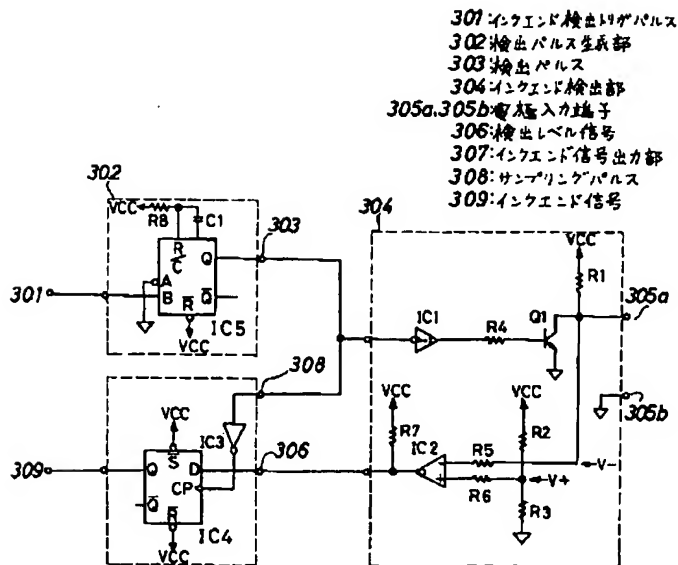 301:インクエンド検出トリガパルス
302:検出パルス生成部
303:検出パルス
304:インクエンド検出部
305a.305b:電極入力端子
306:検出レベル信号
307:インクエンド信号出力部
308:サンプリングパルス
309:インクエンド信号
302
VCC
R8
C1
R
C
Q
303
301
A
B
R̅
Q̅
IC5
VCC
304
VCC
R1
305a
IC1
R4
Q1
305b
308
VCC
IC3
306
309
Q
S̅
D
CP
Q̅
R̅
IC4
VCC
VCC
R7
IC2
VCC
R2
R5
V-
R6
V+
R3